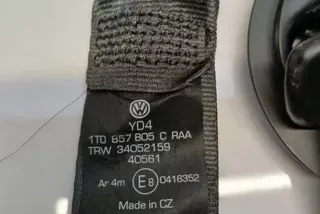 YD4
1T0 857 805 C RAA
TRW 34052159
40561
Ar 4m E8 0416352
Made in CZ